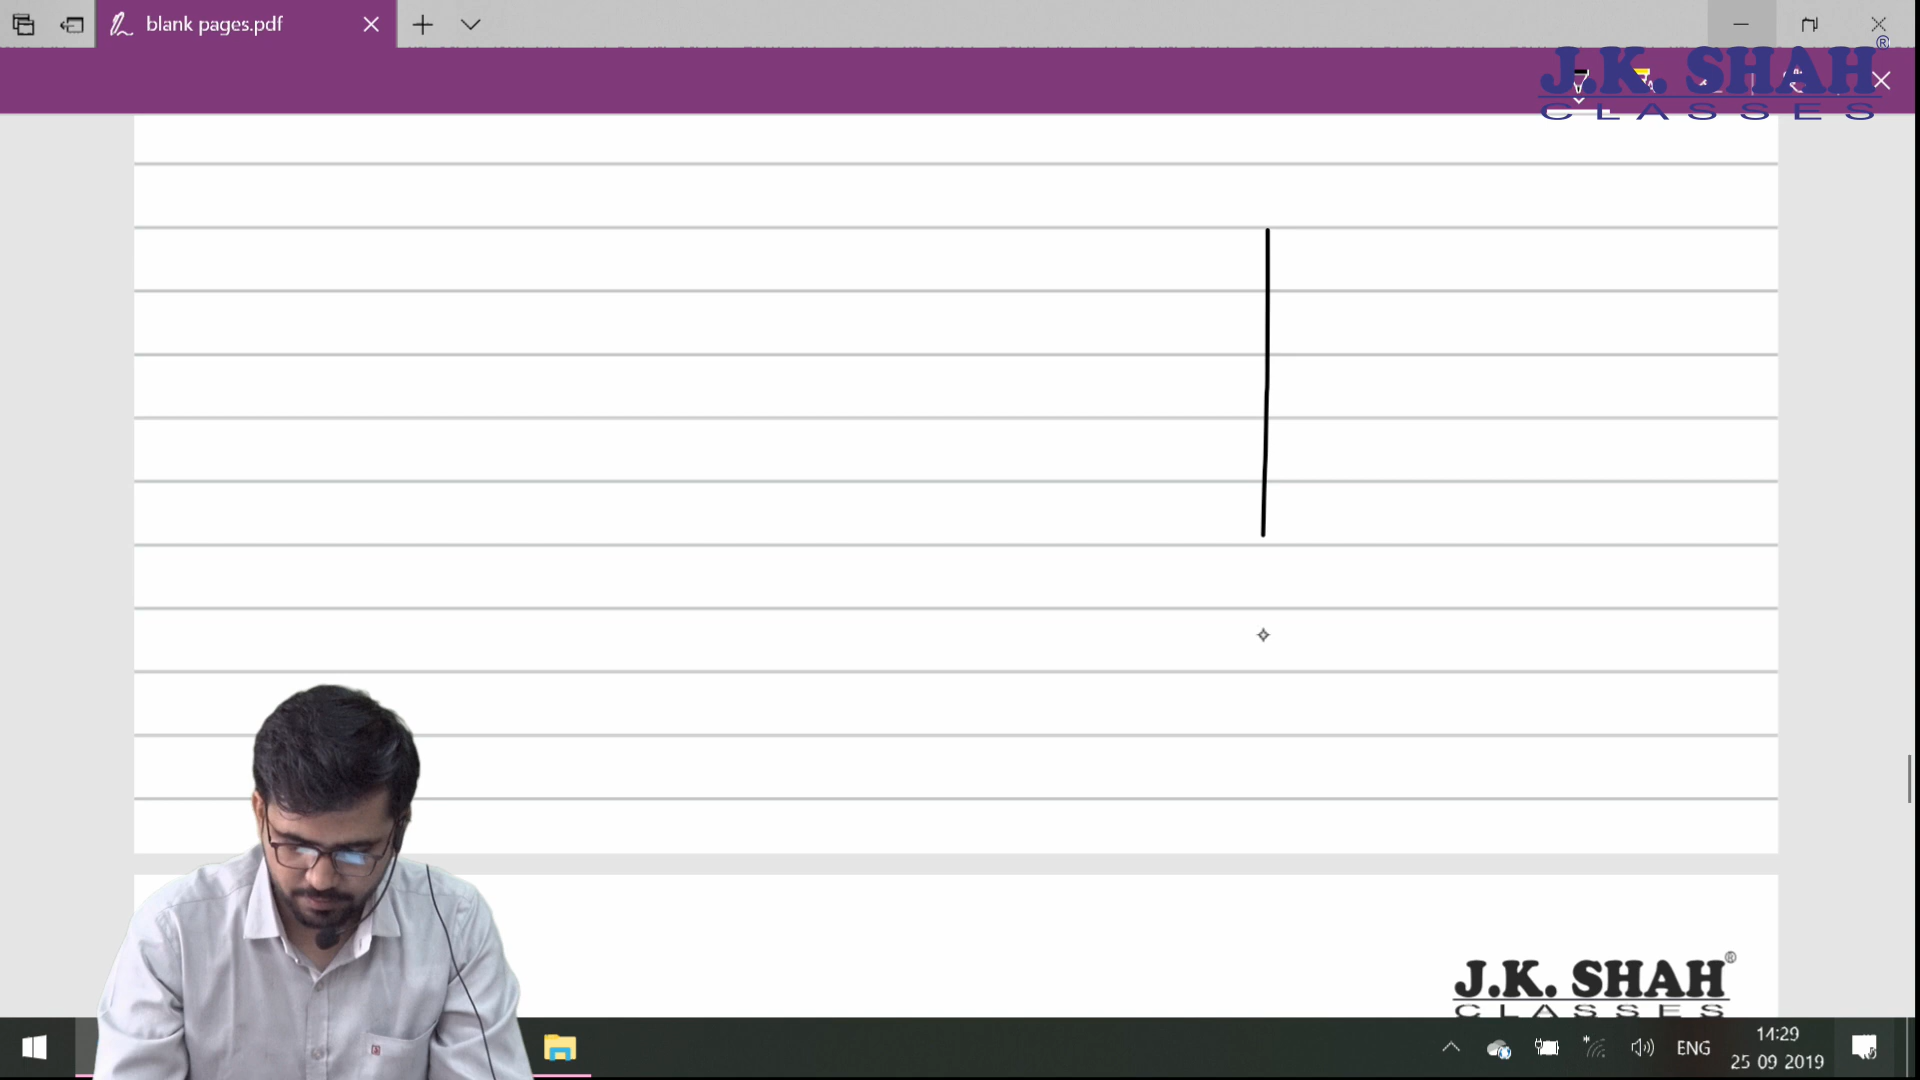 blank pages.pdf
J.K. SHAH®
CLASSES
J.K. SHAH®
CLASSES
ENG
14:29
25-09-2019